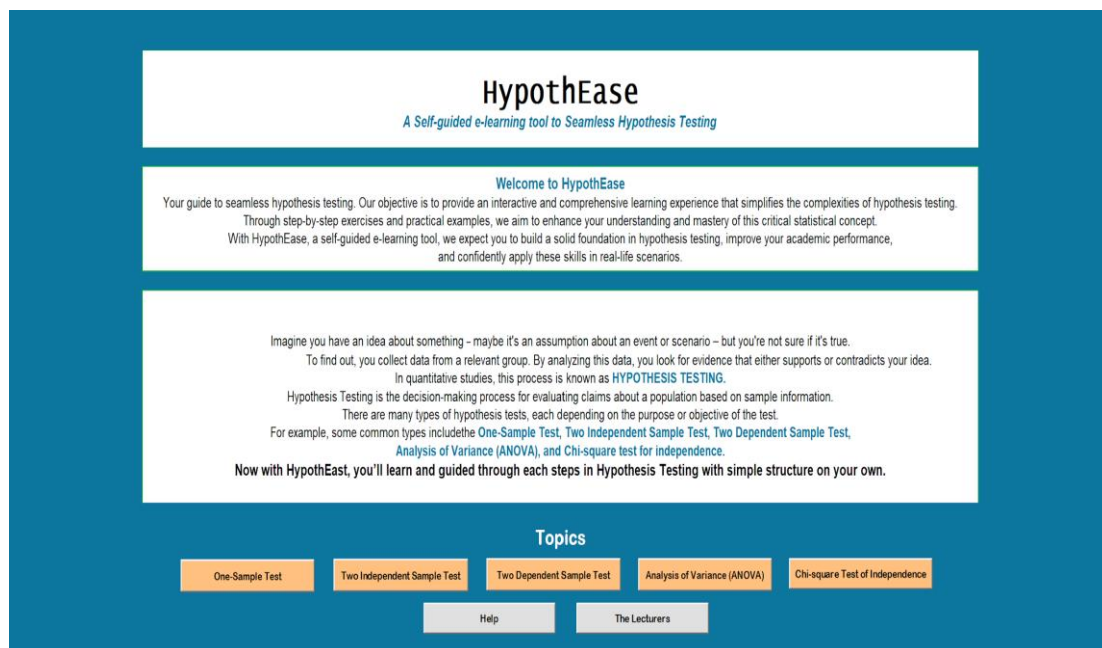 HypothEase
A Self-guided e-learning tool to Seamless Hypothesis Testing
Welcome to HypothEase
Your guide to seamless hypothesis testing. Our objective is to provide an interactive and comprehensive learning experience that simplifies the complexities of hypothesis testing.
Through step-by-step exercises and practical examples, we aim to enhance your understanding and mastery of this critical statistical concept.
With HypothEase, a self-guided e-learning tool, we expect you to build a solid foundation in hypothesis testing, improve your academic performance,
and confidently apply these skills in real-life scenarios.
Imagine you have an idea about something - maybe it's an assumption about an event or scenario – but you're not sure if it's true.
To find out, you collect data from a relevant group. By analyzing this data, you look for evidence that either supports or contradicts your idea.
In quantitative studies, this process is known as HYPOTHESIS TESTING.
Hypothesis Testing is the decision-making process for evaluating claims about a population based on sample information.
There are many types of hypothesis tests, each depending on the purpose or objective of the test.
For example, some common types includethe One-Sample Test, Two Independent Sample Test, Two Dependent Sample Test,
Analysis of Variance (ANOVA), and Chi-square test for independence.
Now with HypothEast, you'll learn and guided through each steps in Hypothesis Testing with simple structure on your own.
Topics
One-Sample Test Two Independent Sample Test Two Dependent Sample Test Analysis of Variance (ANOVA) Chi-square Test of Independence
Help The Lecturers